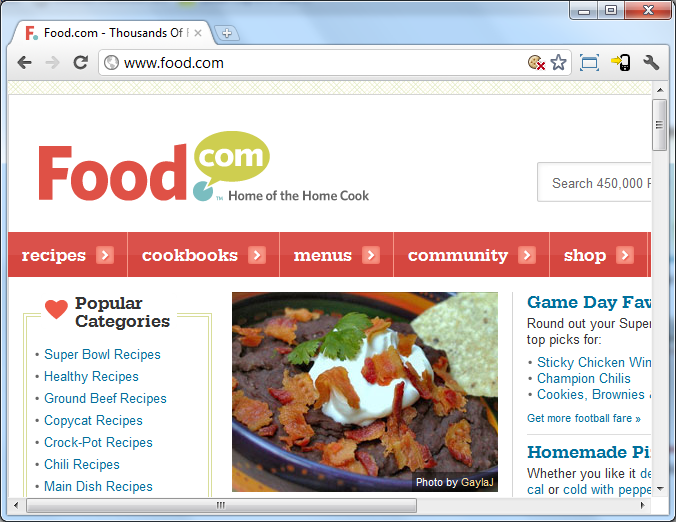 Food.com - Thousands Of
www.food.com
Food.com
TM
Home of the Home Cook
Search 450,000
recipes
cookbooks
menus
community
shop
Popular
Categories
• Super Bowl Recipes
• Healthy Recipes
• Ground Beef Recipes
• Copycat Recipes
• Crock-Pot Recipes
• Chili Recipes
• Main Dish Recipes
Photo by GaylaJ
Game Day Fav
Round out your Super
top picks for:
• Sticky Chicken Win
• Champion Chilis
• Cookies, Brownies
Get more football fare »
Homemade Pi
Whether you like it de
cal or cold with peppe